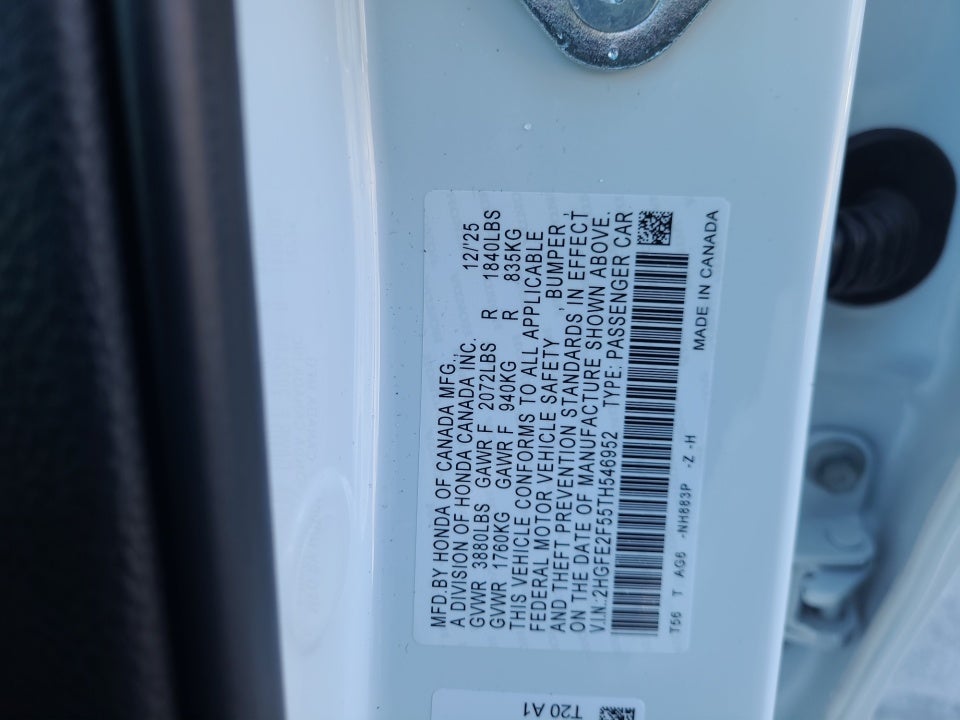 MFD.BY HONDA OF CANADA MFG.,
A DIVISION OF HONDA CANADA INC. 12/'25
GVWR 3880LBS GAWR F 2072LBS R 1840LBS
GVWR 1760KG GAWR F 940KG R 835KG
THIS VEHICLE CONFORMS TO ALL APPLICABLE
FEDERAL MOTOR VEHICLE SAFETY , BUMPER ,
AND THEFT PREVENTION STANDARDS IN EFFECT
ON THE DATE OF MANUFACTURE SHOWN ABOVE.
V.I.N.:2HGFE2F55TH546952 TYPE: PASSENGER CAR
T56 T AG6 -NH883P -Z -H MADE IN CANADA
T20 A1